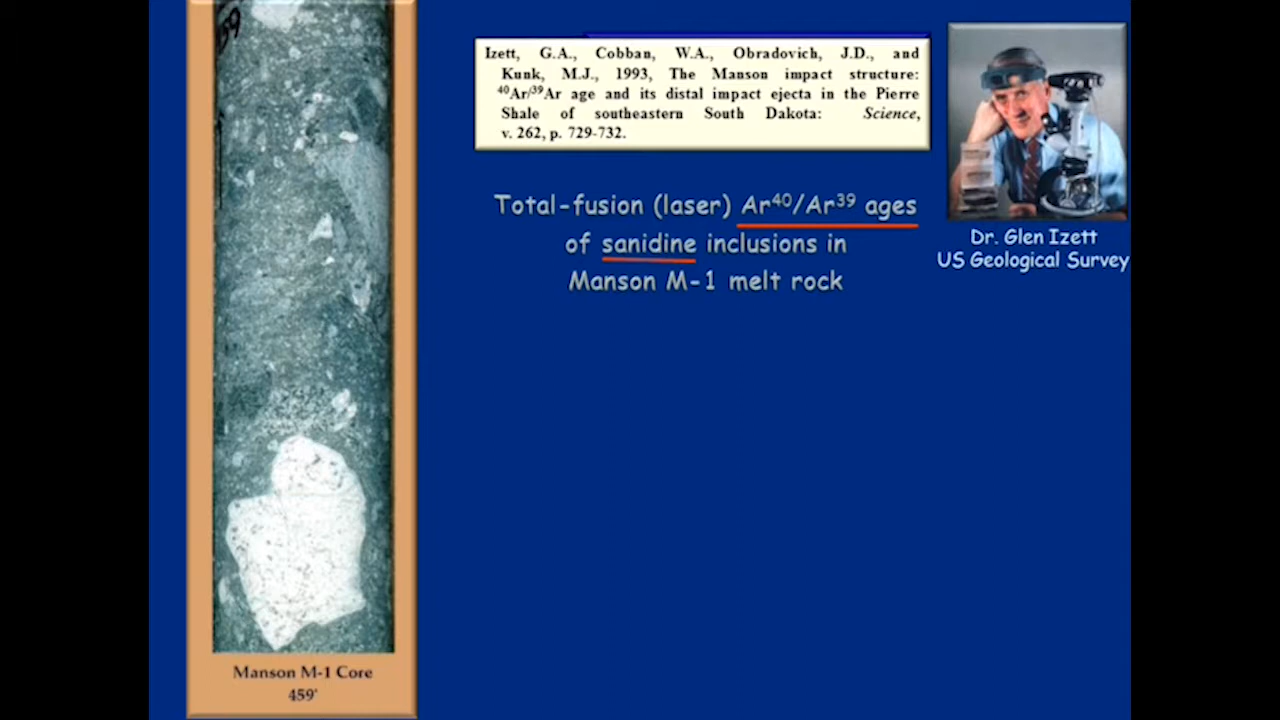 59
Izett, G.A., Cobban, W.A., Obradovich, J.D., and
Kunk, M.J., 1993, The Manson impact structure:
⁴⁰Ar/³⁹Ar age and its distal impact ejecta in the Pierre
Shale of southeastern South Dakota: Science,
v. 262, p. 729-732.
Total-fusion (laser) Ar⁴⁰/Ar³⁹ ages
of sanidine inclusions in
Manson M-1 melt rock
Dr. Glen Izett
US Geological Survey
Manson M-1 Core
459'